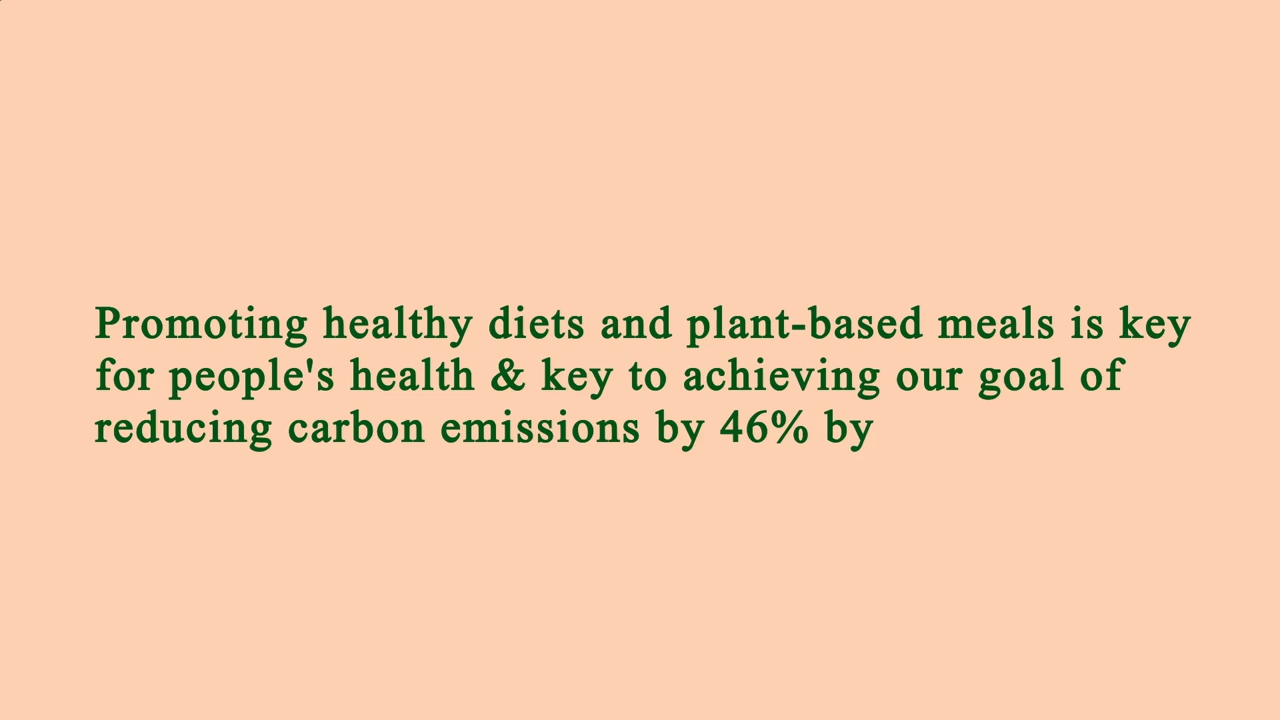 Promoting healthy diets and plant-based meals is key
for people's health & key to achieving our goal of
reducing carbon emissions by 46% by